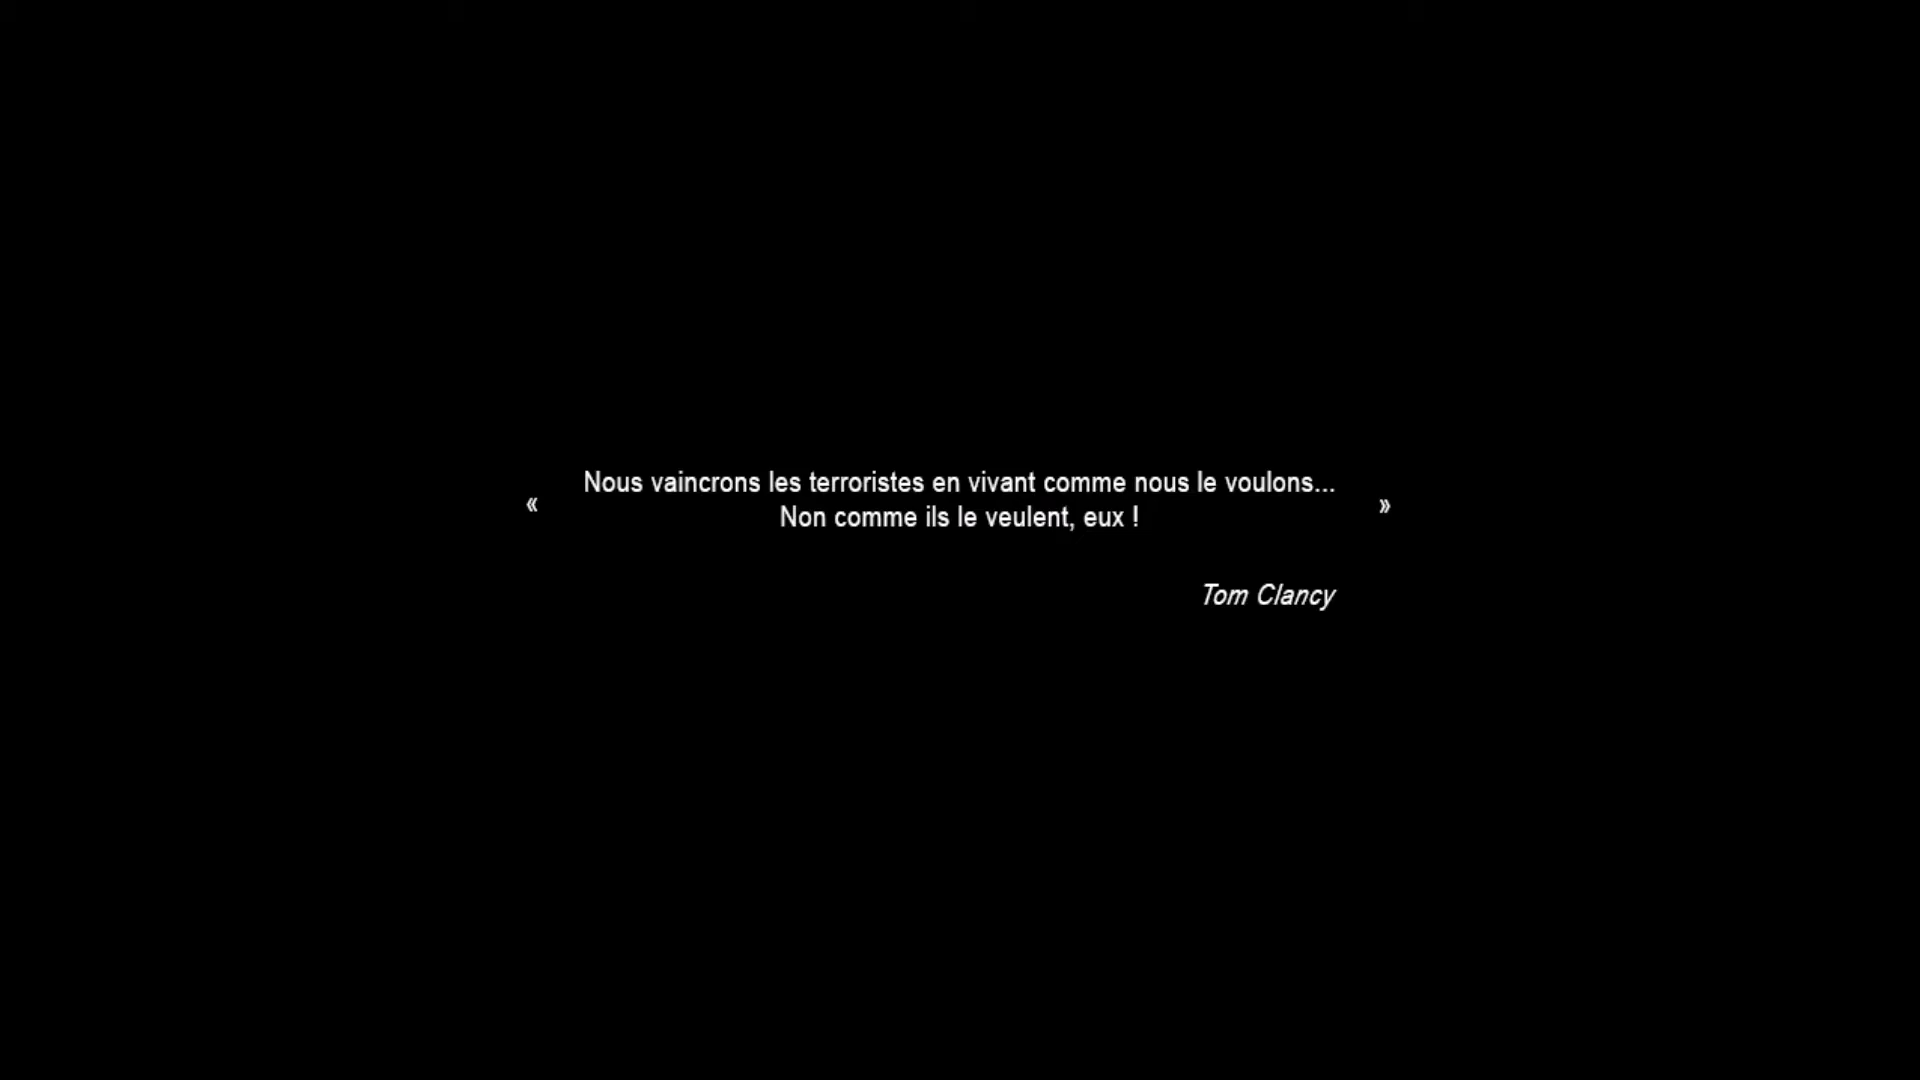 « Nous vaincrons les terroristes en vivant comme nous le voulons...
Non comme ils le veulent, eux ! »
Tom Clancy